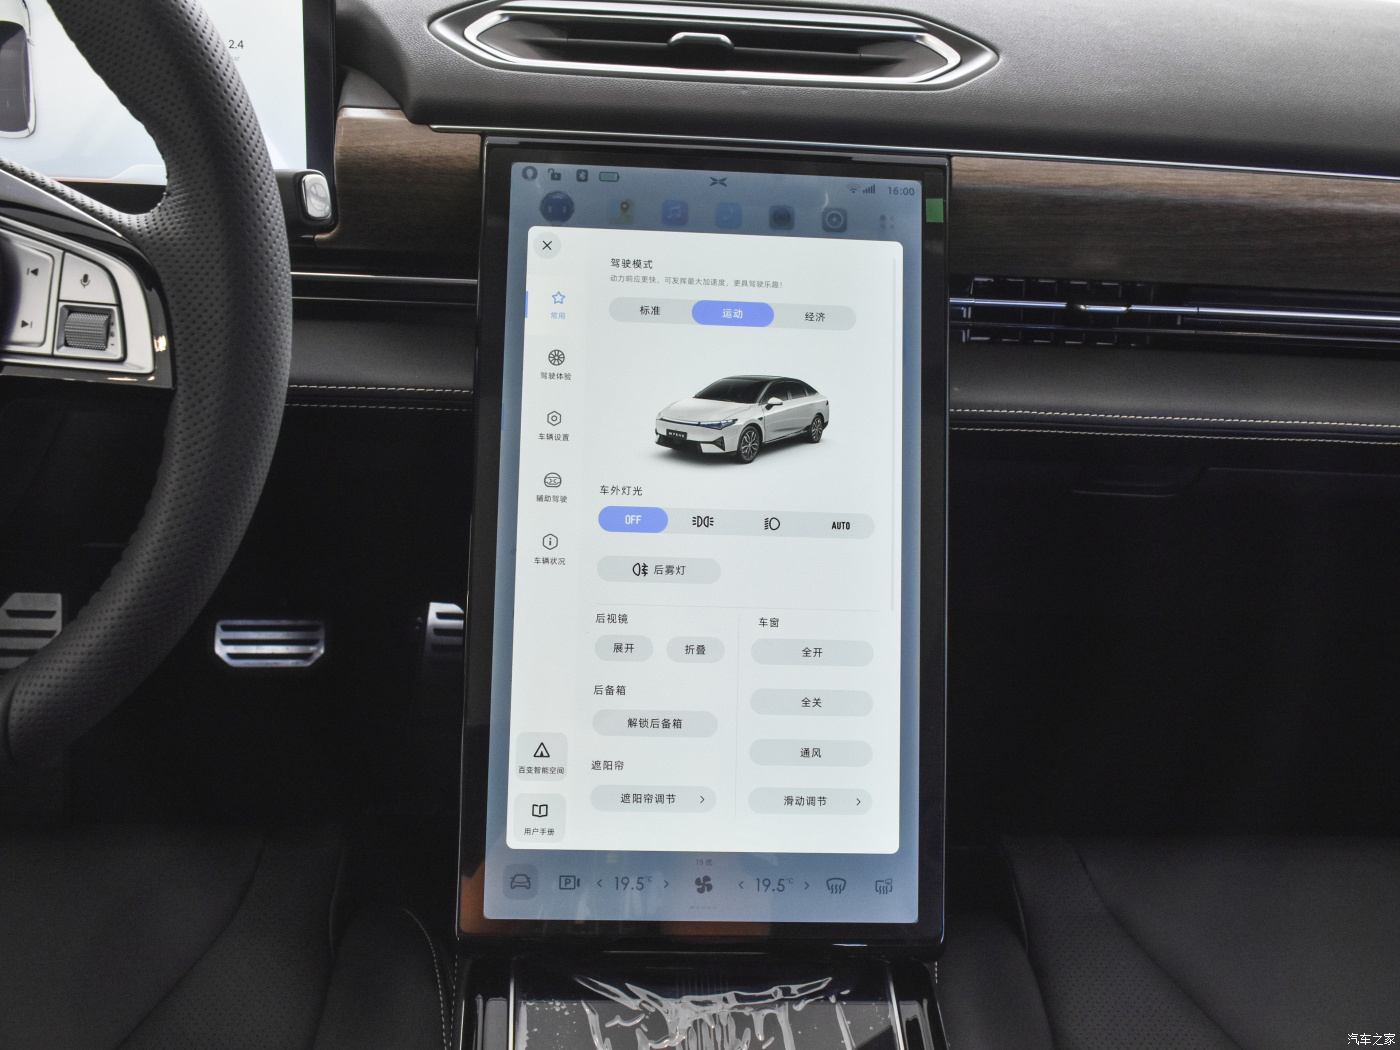 2.4
16:00
驾驶模式
动力响应更快，可发挥最大加速度，更具驾驶乐趣！
标准
运动
经济
常用
驾驶体验
车辆设置
辅助驾驶
车辆状况
百变智能空间
用户手册
车外灯光
OFF
AUTO
后雾灯
后视镜
展开
折叠
后备箱
解锁后备箱
遮阳帘
遮阳帘调节
车窗
全开
全关
通风
滑动调节
P
19.5℃
19.5℃
汽车之家